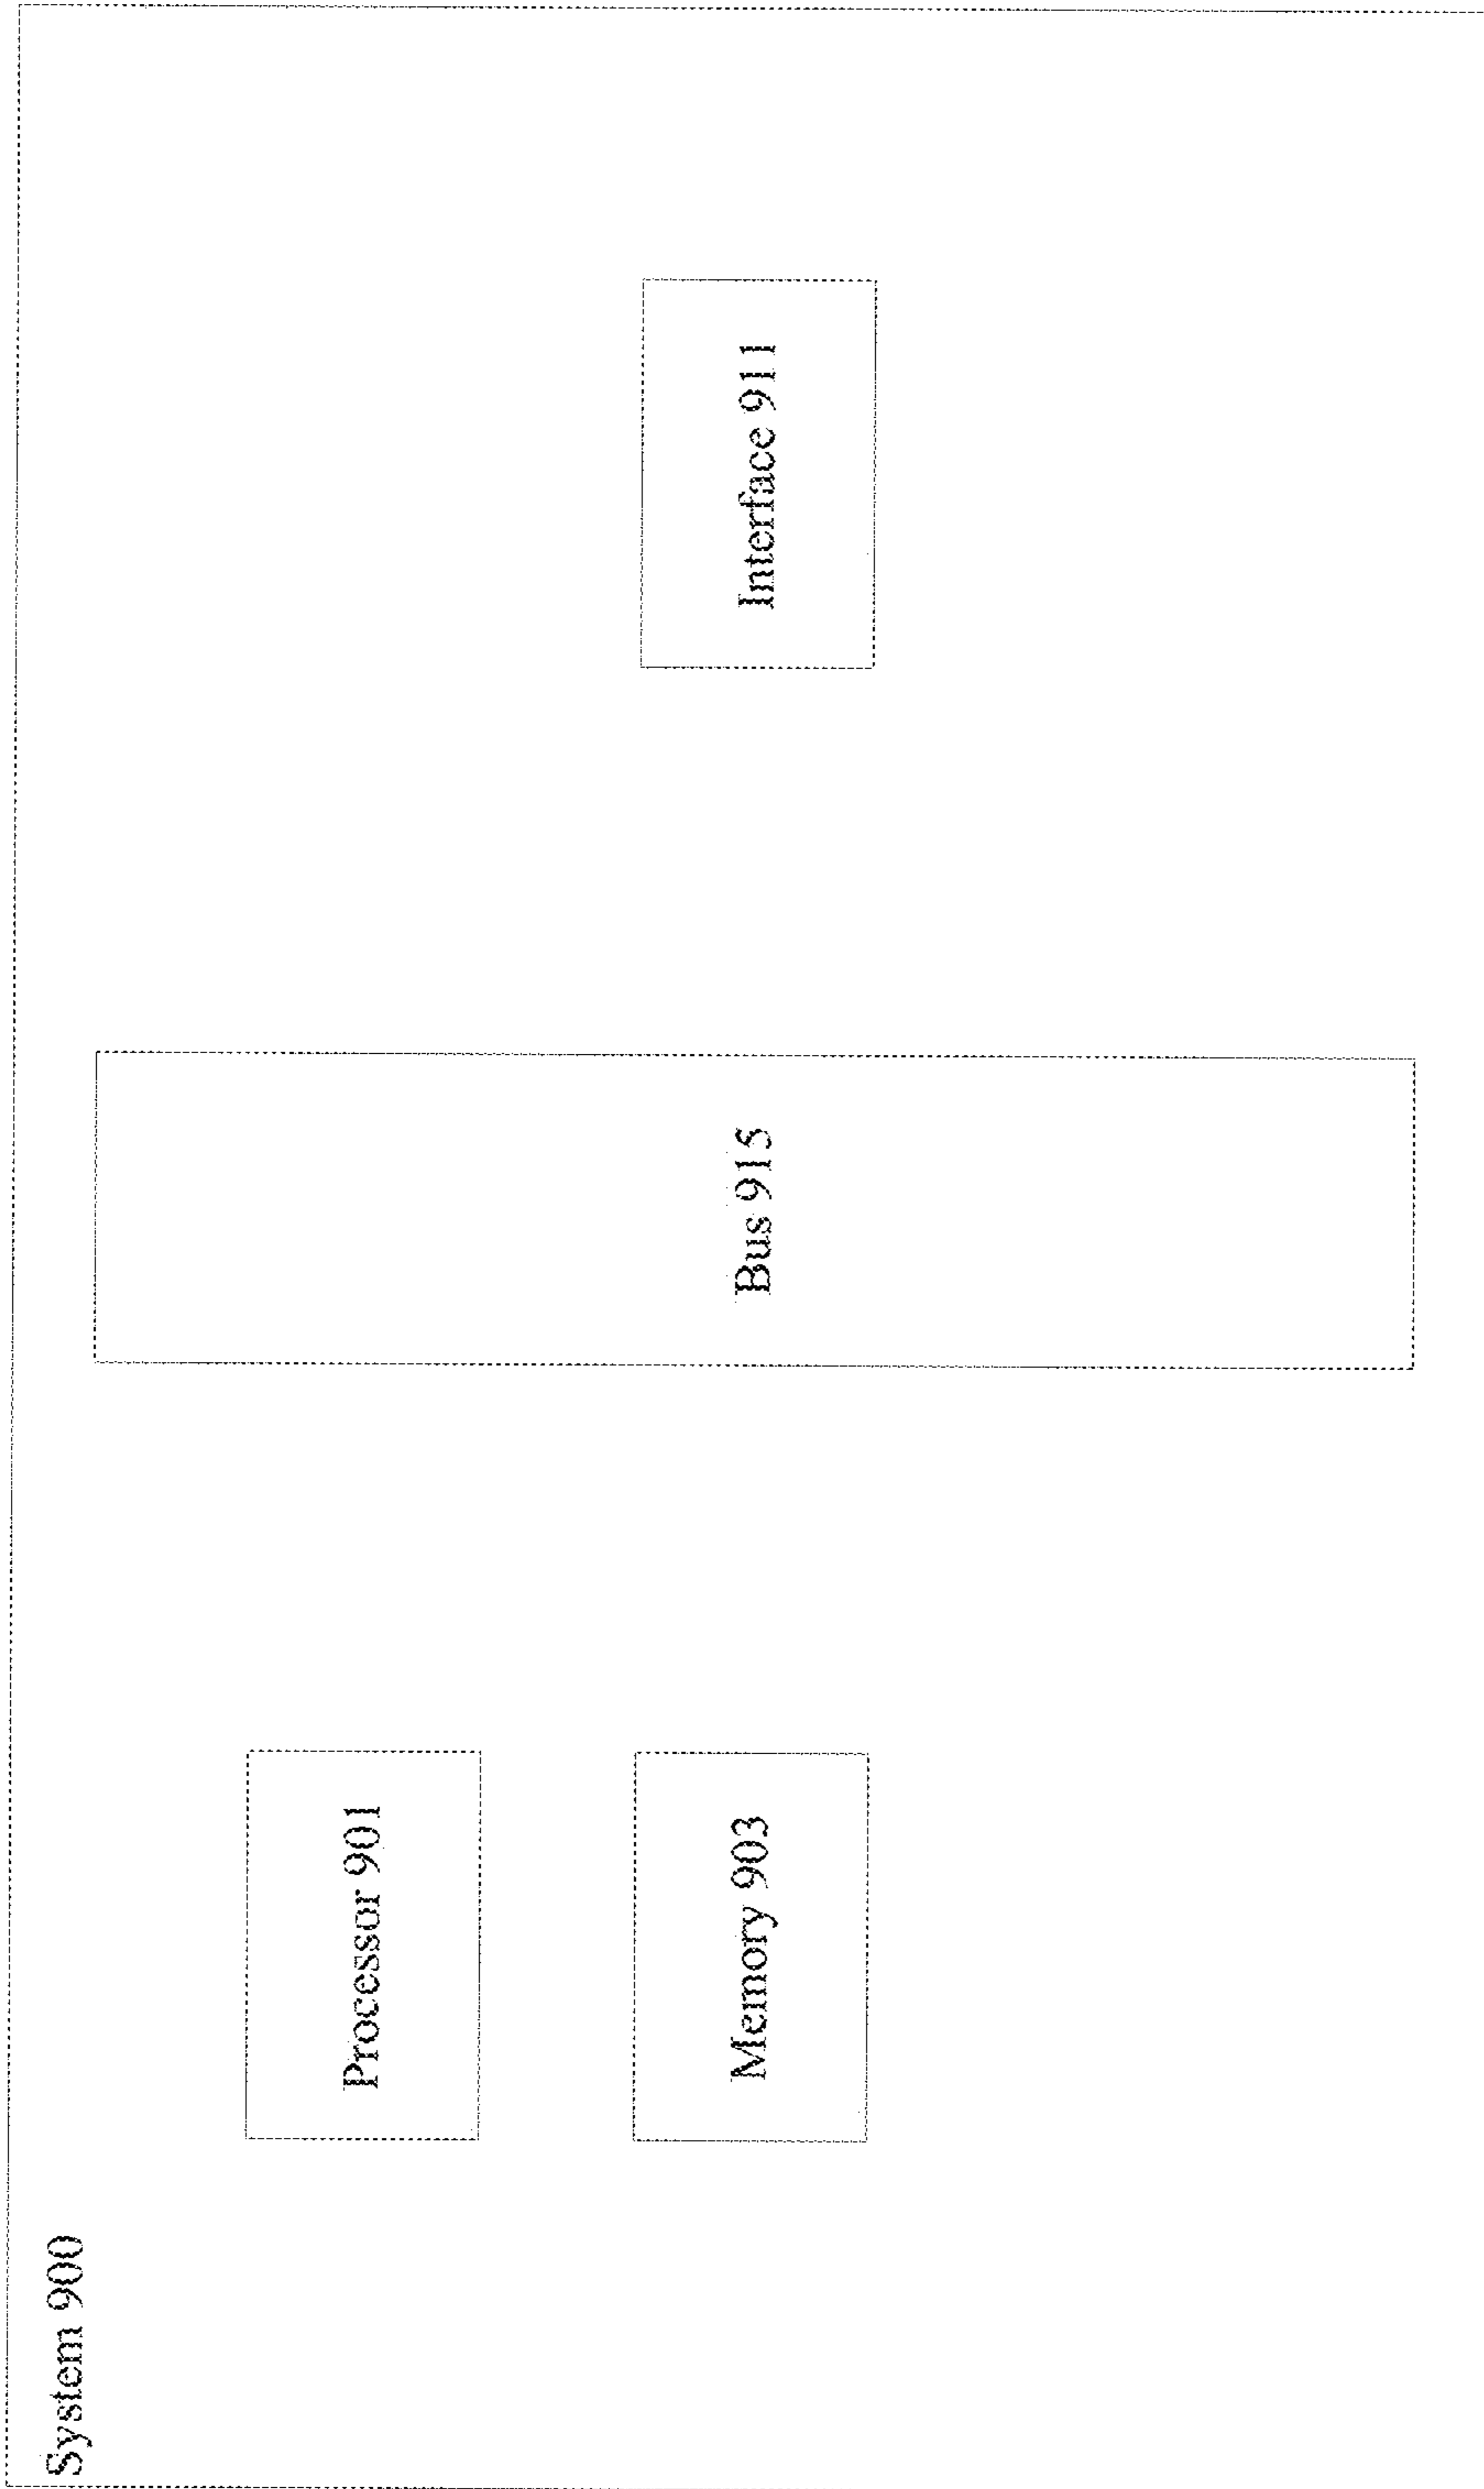 System 900
Processor 901
Memory 903
Bus 915
Interface 911